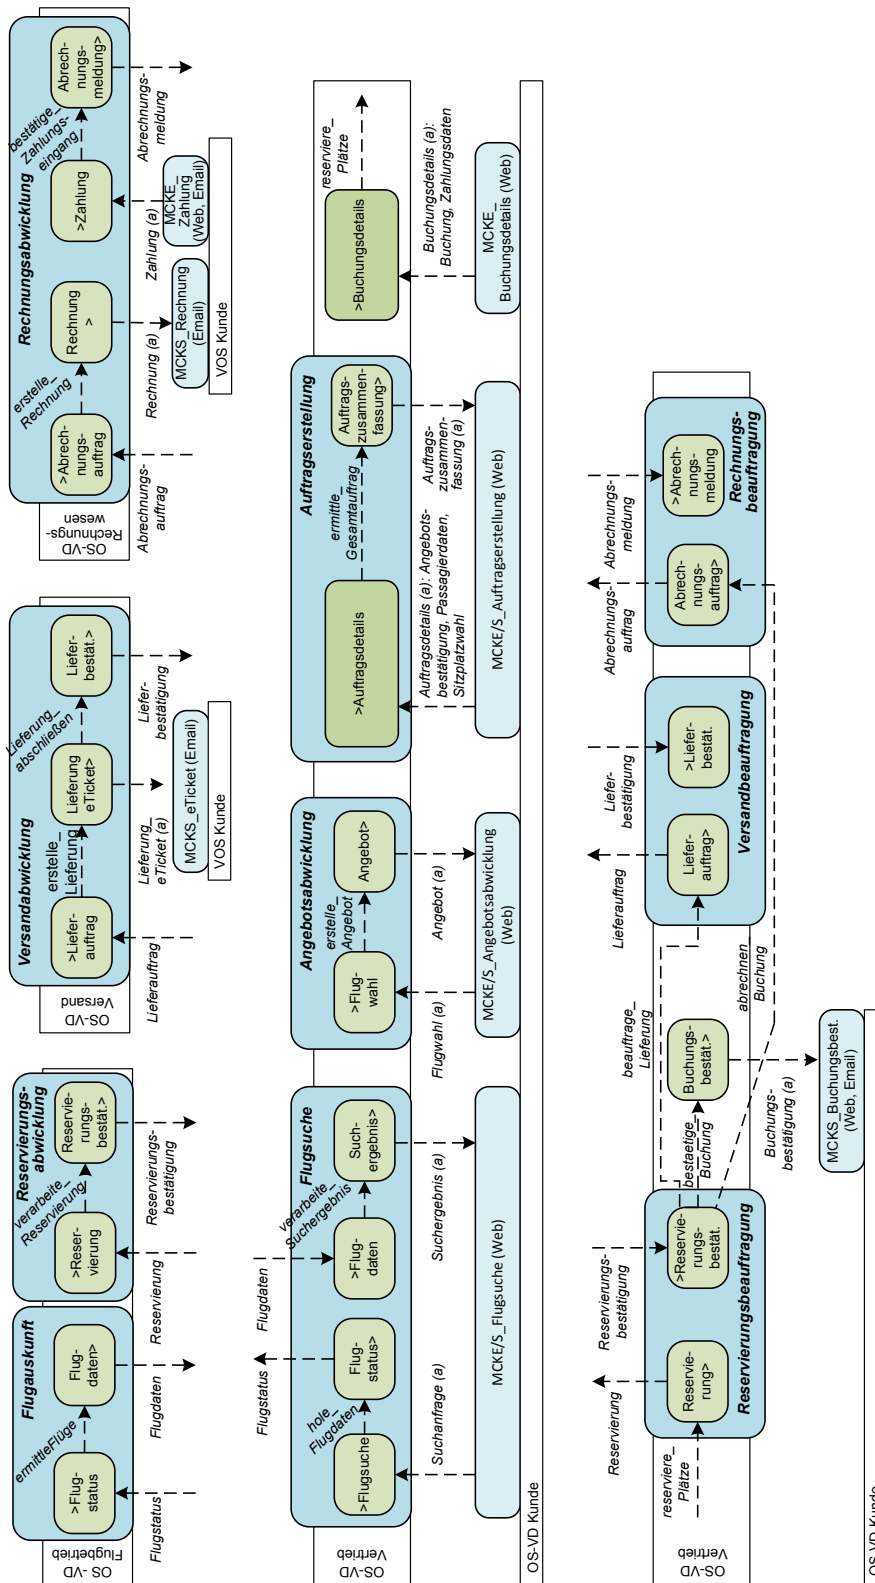 OS - VD
Flugbetrieb
Flugauskunft
>Flug-
status
ermittleFlüge
Flug-
daten>
Flugstatus
Flugdaten
Reservierungs-
abwicklung
>Reser-
vierung
verarbeite_
Reservierung
Reservie-
rungs-
bestät.>
Reservierung
Reservierungs-
bestätigung
OS-VD
Versand
Versandabwicklung
>Liefer-
auftrag
erstelle_
Lieferung
Lieferung
eTicket>
Lieferung_
abschließen
Liefer-
bestät.>
Lieferauftrag
Lieferung_
eTicket (a)
Liefer-
bestätigung
MCKS_eTicket (Email)
VOS Kunde
OS-VD
Rechnungs-
wesen
Rechnungsabwicklung
>Abrech-
nungs-
auftrag
erstelle_
Rechnung
Rechnung
>
>Zahlung
bestätige_
Zahlungs-
eingang
Abrech-
nungs-
meldung>
Abrechnungs-
auftrag
Rechnung (a)
Zahlung (a)
Abrechnungs-
meldung
MCKS_Rechnung
(Email)
MCKE_
Zahlung
(Web, Email)
VOS Kunde
OS-VD
Vertrieb
Flugstatus
Flugdaten
Flugsuche
>Flugsuche
hole_
Flugdaten
Flug-
status>
>Flug-
daten
verarbeite_
Suchergebnis
Such-
ergebnis>
Suchanfrage (a)
Suchergebnis (a)
MCKE/S_Flugsuche (Web)
Angebotsabwicklung
>Flug-
wahl
erstelle_
Angebot
Angebot>
Flugwahl (a)
Angebot (a)
MCKE/S_Angebotsabwicklung
(Web)
Auftragserstellung
>Auftragsdetails
ermittle_
Gesamtauftrag
Auftrags-
zusammen-
fassung>
Auftragsdetails (a): Angebots-
bestätigung, Passagierdaten,
Sitzplatzwahl
Auftrags-
zusammen-
fassung (a)
MCKE/S_Auftragserstellung (Web)
>Buchungsdetails
reserviere_
Plätze
Buchungsdetails (a):
Buchung, Zahlungsdaten
MCKE_
Buchungsdetails (Web)
OS-VD Kunde
OS-VD
Vertrieb
Reservierung
Reservierungs-
bestätigung
reserviere_
Plätze
Reservie-
rung>
>Reservie-
rungs-
bestät.
Reservierungsbeauftragung
bestaetige_
Buchung
Buchungs-
bestät.>
beauftrage_
Lieferung
abrechnen_
Buchung
Buchungs-
bestätigung (a)
MCKS_Buchungsbest.
(Web, Email)
Lieferauftrag
Liefer-
bestätigung
Liefer-
auftrag>
>Liefer-
bestät.
Versandbeauftragung
Abrechnungs-
auftrag
Abrechnungs-
meldung
Abrech-
nungs-
auftrag>
>Abrech-
nungs-
meldung
Rechnungs-
beauftragung
OS-VD Kunde